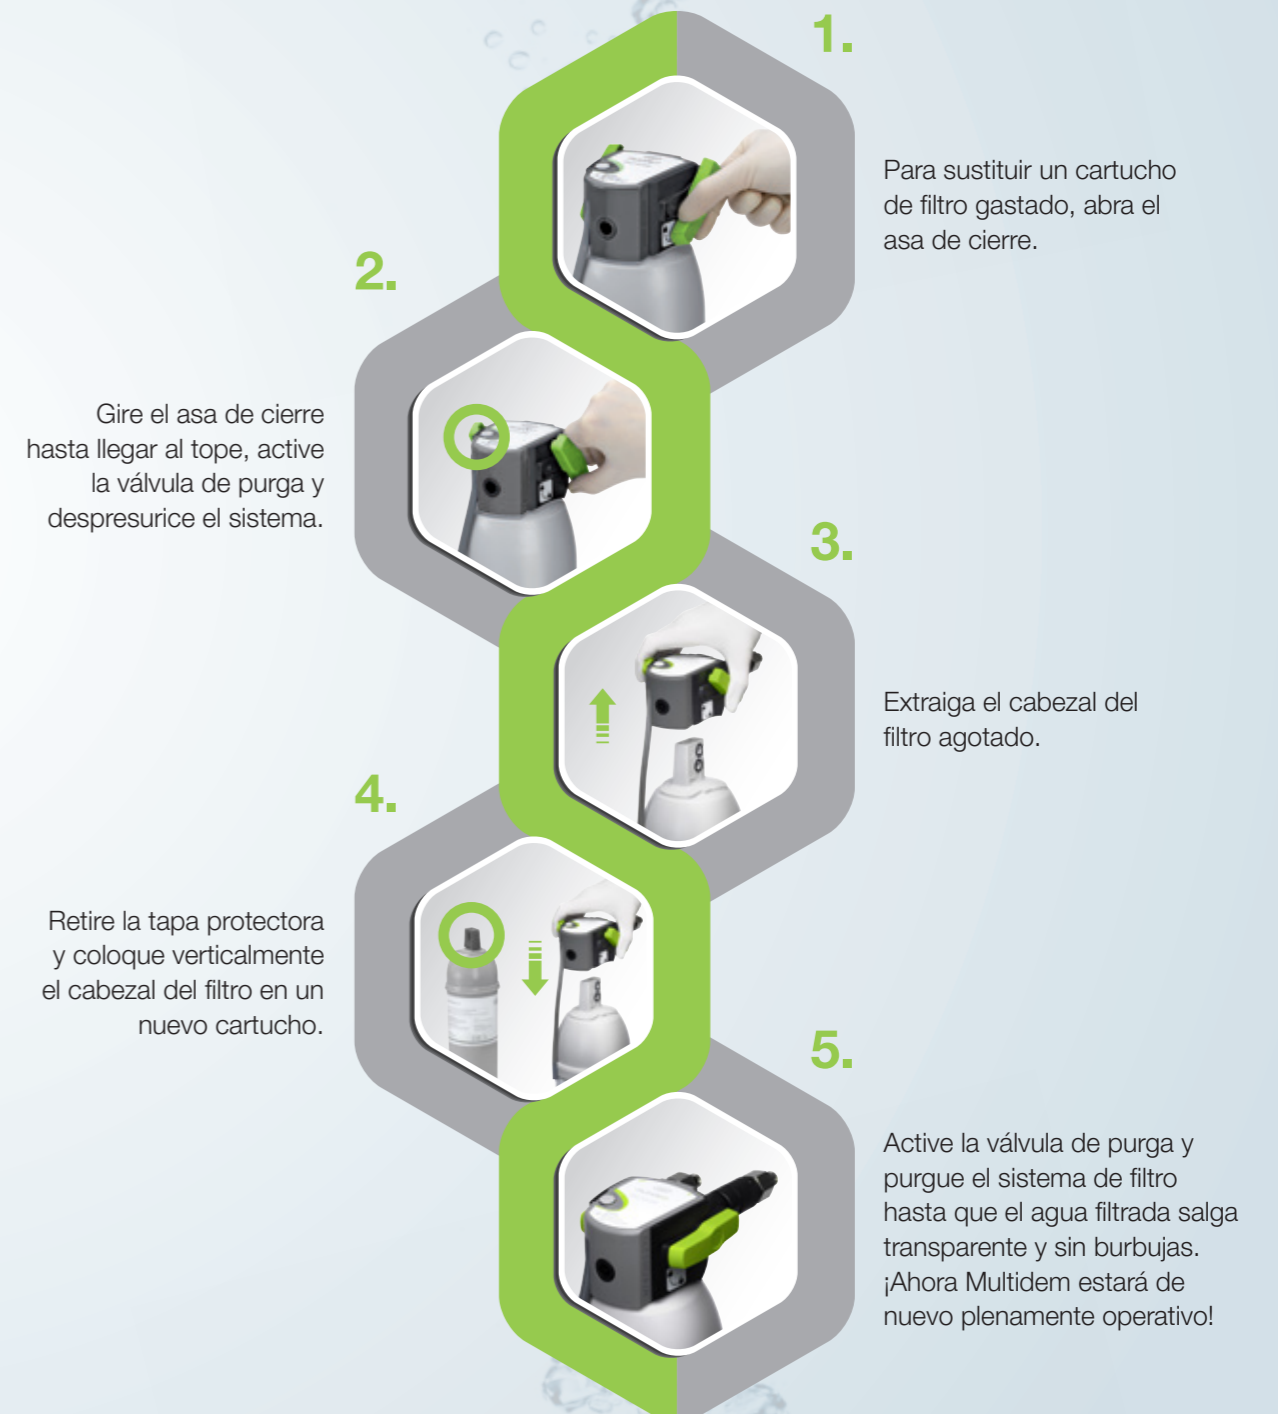 1.
Para sustituir un cartucho
de filtro gastado, abra el
asa de cierre.
2.
Gire el asa de cierre
hasta llegar al tope, active
la válvula de purga y
despresurice el sistema.
3.
Extraiga el cabezal del
filtro agotado.
4.
Retire la tapa protectora
y coloque verticalmente
el cabezal del filtro en un
nuevo cartucho.
5.
Active la válvula de purga y
purgue el sistema de filtro
hasta que el agua filtrada salga
transparente y sin burbujas.
¡Ahora Multidem estará de
nuevo plenamente operativo!